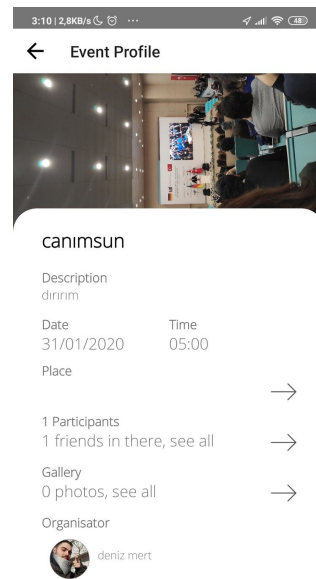 3:10 | 2,8KB/s
48
Event Profile
canımsun
Description
dırırım
Date
Time
31/01/2020
05:00
Place
1 Participants
1 friends in there, see all
Gallery
0 photos, see all
Organisator
deniz mert